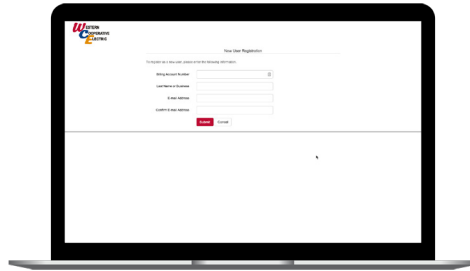 WESTERN
COOPERATIVE
ELECTRIC
New User Registration
To register as a new user, please enter the following information.
Billing Account Number
Last Name or Business
E-Mail Address
Confirm E-Mail Address
Submit Cancel